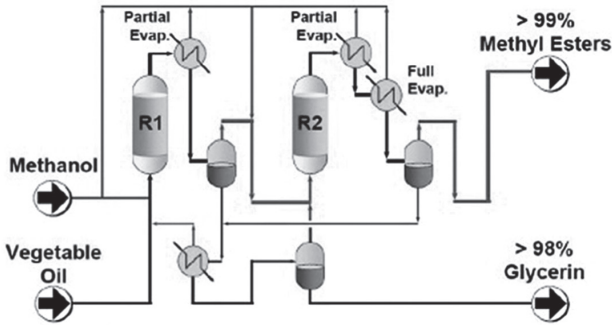 Partial
Evap.
Partial
Evap.
> 99%
Methyl Esters
Full
Evap.
R1
R2
Methanol
Vegetable
Oil
> 98%
Glycerin